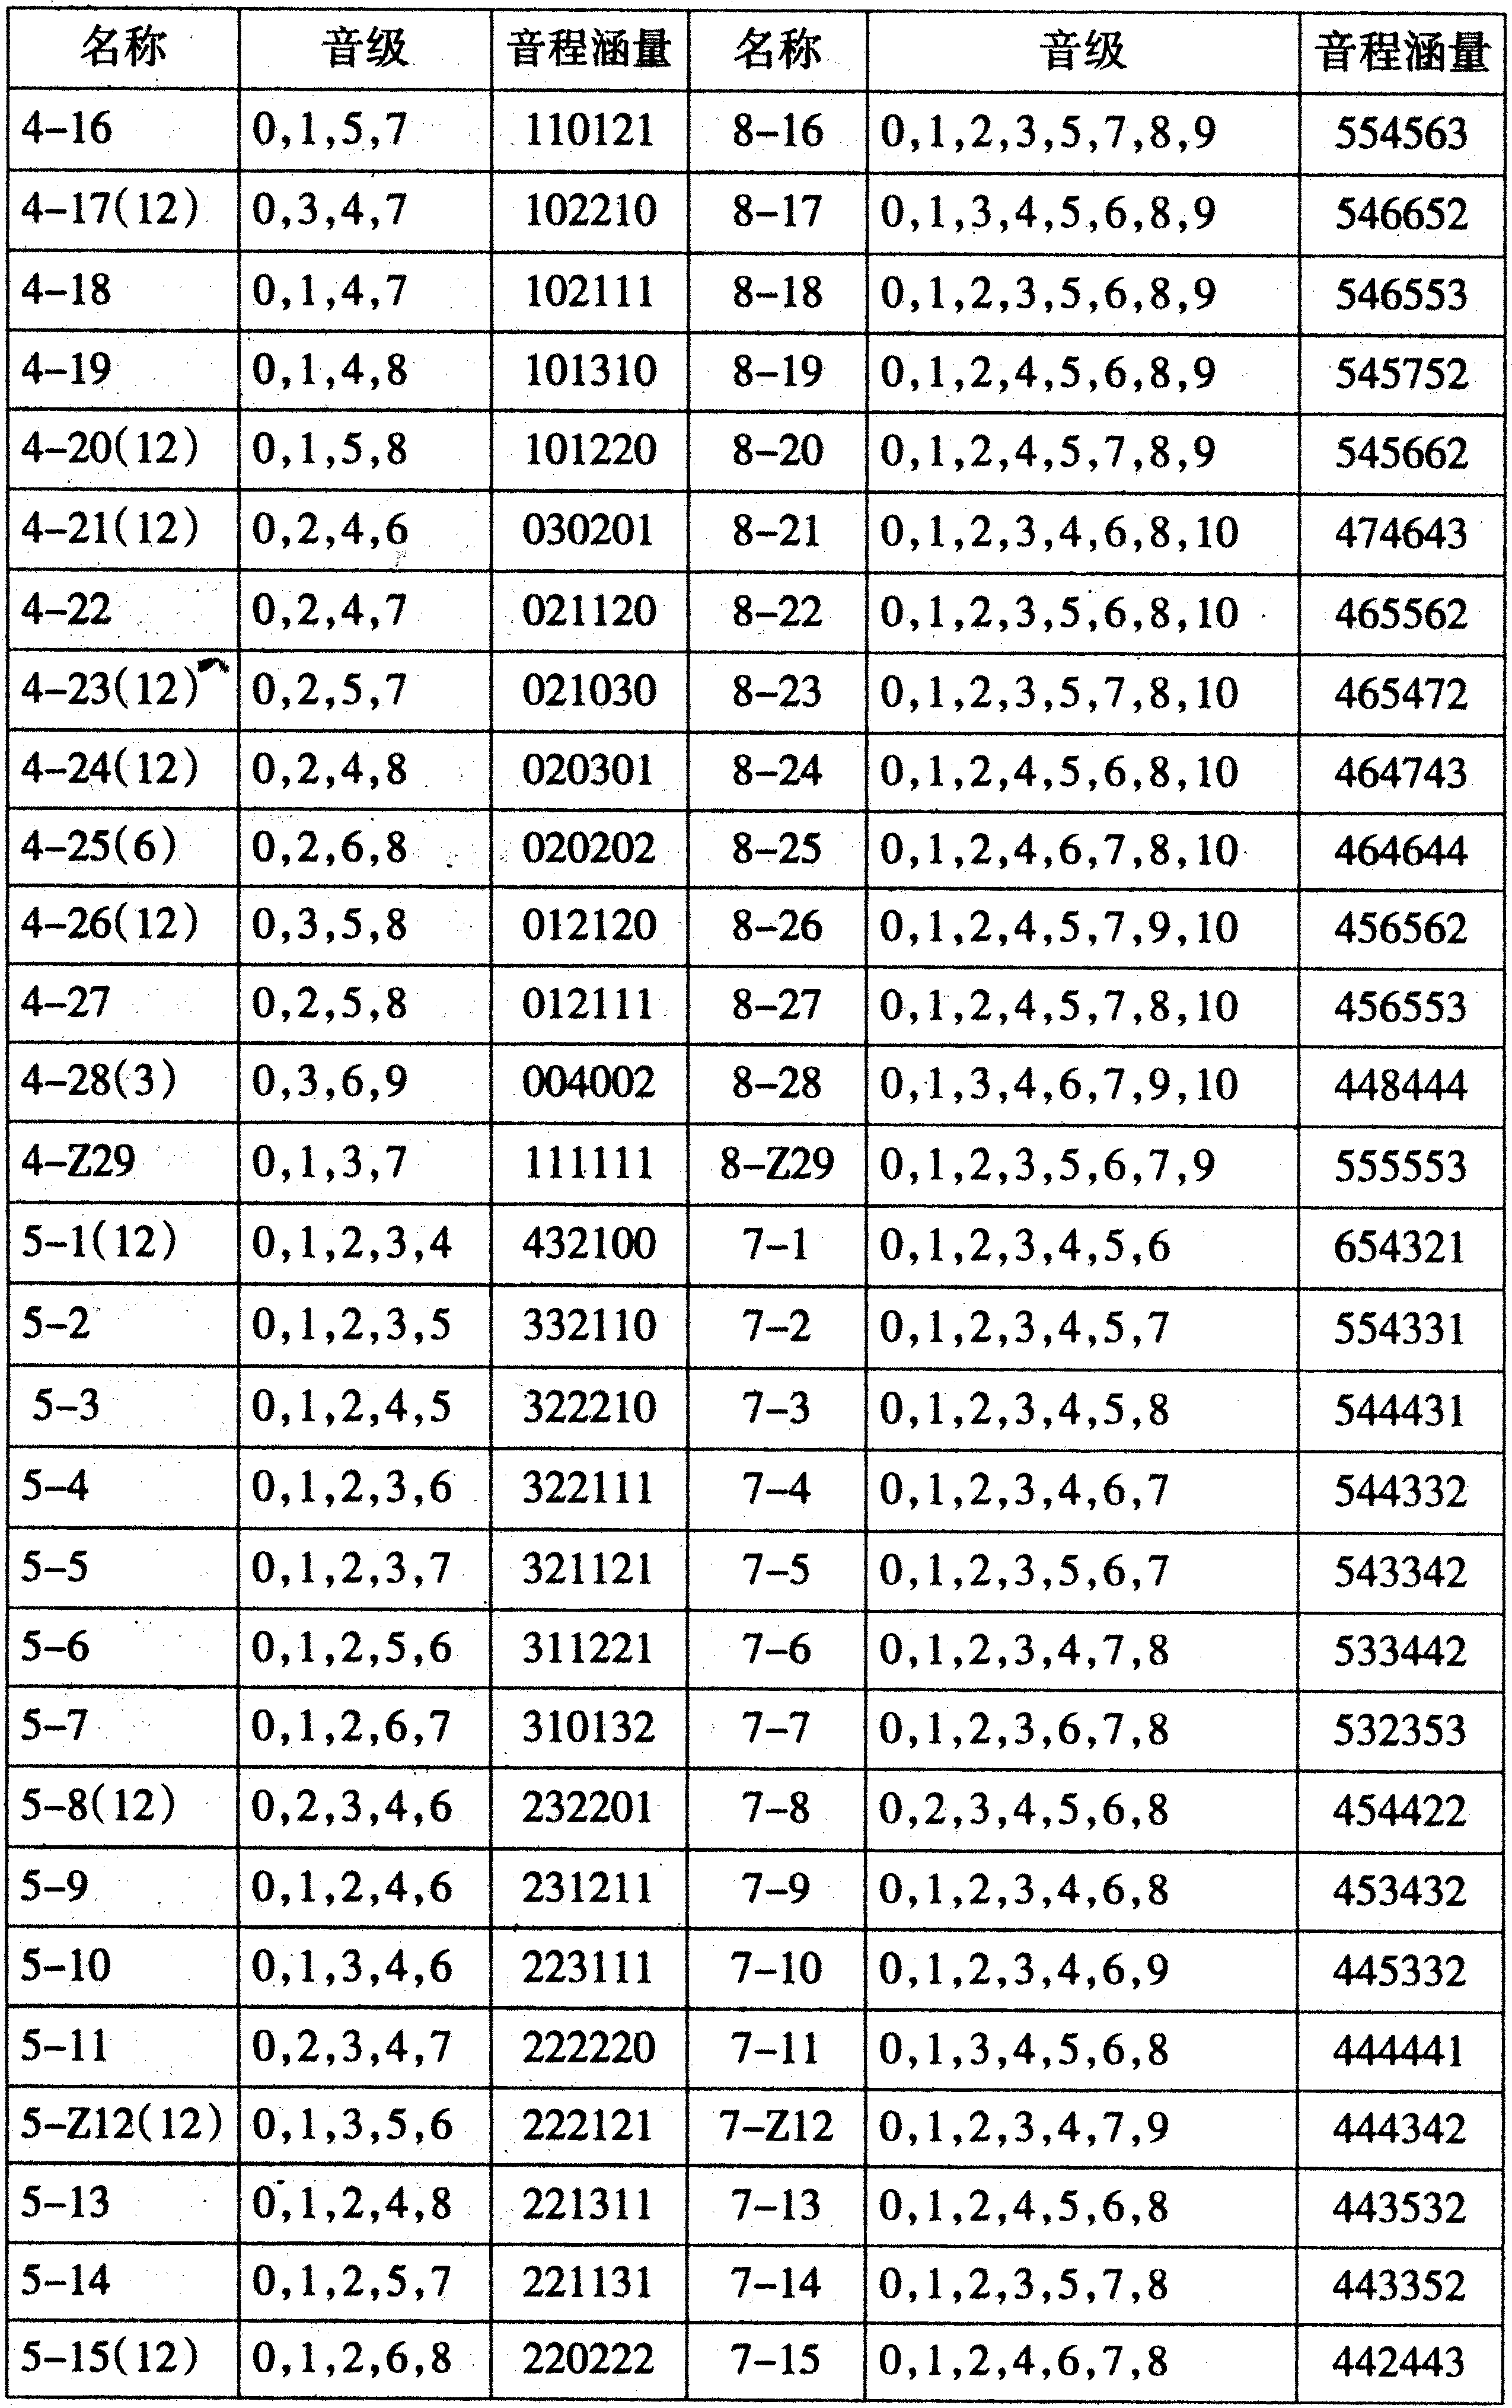 名称 音级 音程涵量 名称 音级 音程涵量
4-16 0,1,5,7 110121 8-16 0,1,2,3,5,7,8,9 554563
4-17(12) 0,3,4,7 102210 8-17 0,1,3,4,5,6,8,9 546652
4-18 0,1,4,7 102111 8-18 0,1,2,3,5,6,8,9 546553
4-19 0,1,4,8 101310 8-19 0,1,2,4,5,6,8,9 545752
4-20(12) 0,1,5,8 101220 8-20 0,1,2,4,5,7,8,9 545662
4-21(12) 0,2,4,6 030201 8-21 0,1,2,3,4,6,8,10 474643
4-22 0,2,4,7 021120 8-22 0,1,2,3,5,6,8,10 465562
4-23(12) 0,2,5,7 021030 8-23 0,1,2,3,5,7,8,10 465472
4-24(12) 0,2,4,8 020301 8-24 0,1,2,4,5,6,8,10 464743
4-25(6) 0,2,6,8 020202 8-25 0,1,2,4,6,7,8,10 464644
4-26(12) 0,3,5,8 012120 8-26 0,1,2,4,5,7,9,10 456562
4-27 0,2,5,8 012111 8-27 0,1,2,4,5,7,8,10 456553
4-28(3) 0,3,6,9 004002 8-28 0,1,3,4,6,7,9,10 448444
4-Z29 0,1,3,7 111111 8-Z29 0,1,2,3,5,6,7,9 555553
5-1(12) 0,1,2,3,4 432100 7-1 0,1,2,3,4,5,6 654321
5-2 0,1,2,3,5 332110 7-2 0,1,2,3,4,5,7 554331
5-3 0,1,2,4,5 322210 7-3 0,1,2,3,4,5,8 544431
5-4 0,1,2,3,6 322111 7-4 0,1,2,3,4,6,7 544332
5-5 0,1,2,3,7 321121 7-5 0,1,2,3,5,6,7 543342
5-6 0,1,2,5,6 311221 7-6 0,1,2,3,4,7,8 533442
5-7 0,1,2,6,7 310132 7-7 0,1,2,3,6,7,8 532353
5-8(12) 0,2,3,4,6 232201 7-8 0,2,3,4,5,6,8 454422
5-9 0,1,2,4,6 231211 7-9 0,1,2,3,4,6,8 453432
5-10 0,1,3,4,6 223111 7-10 0,1,2,3,4,6,9 445332
5-11 0,2,3,4,7 222220 7-11 0,1,3,4,5,6,8 444441
5-Z12(12) 0,1,3,5,6 222121 7-Z12 0,1,2,3,4,7,9 444342
5-13 0,1,2,4,8 221311 7-13 0,1,2,4,5,6,8 443532
5-14 0,1,2,5,7 221131 7-14 0,1,2,3,5,7,8 443352
5-15(12) 0,1,2,6,8 220222 7-15 0,1,2,4,6,7,8 442443